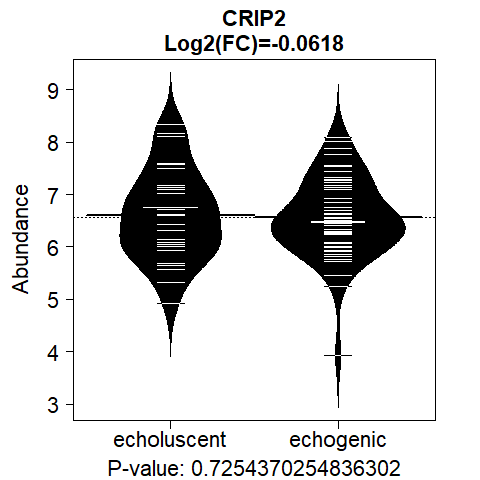 CRIP2
Log2(FC)=-0.0618
Abundance
9
8
7
6
5
4
3
echoluscent echogenic
P-value: 0.7254370254836302